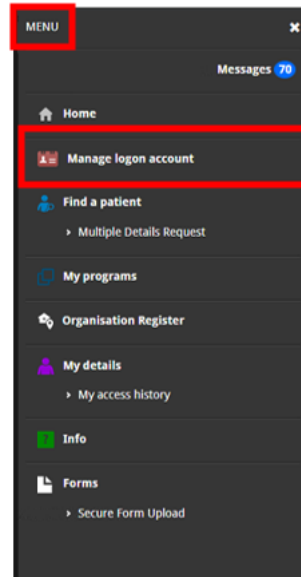 MENU ×
Messages 70
Home
Manage logon account
Find a patient
› Multiple Details Request
My programs
Organisation Register
My details
› My access history
? Info
Forms
› Secure Form Upload